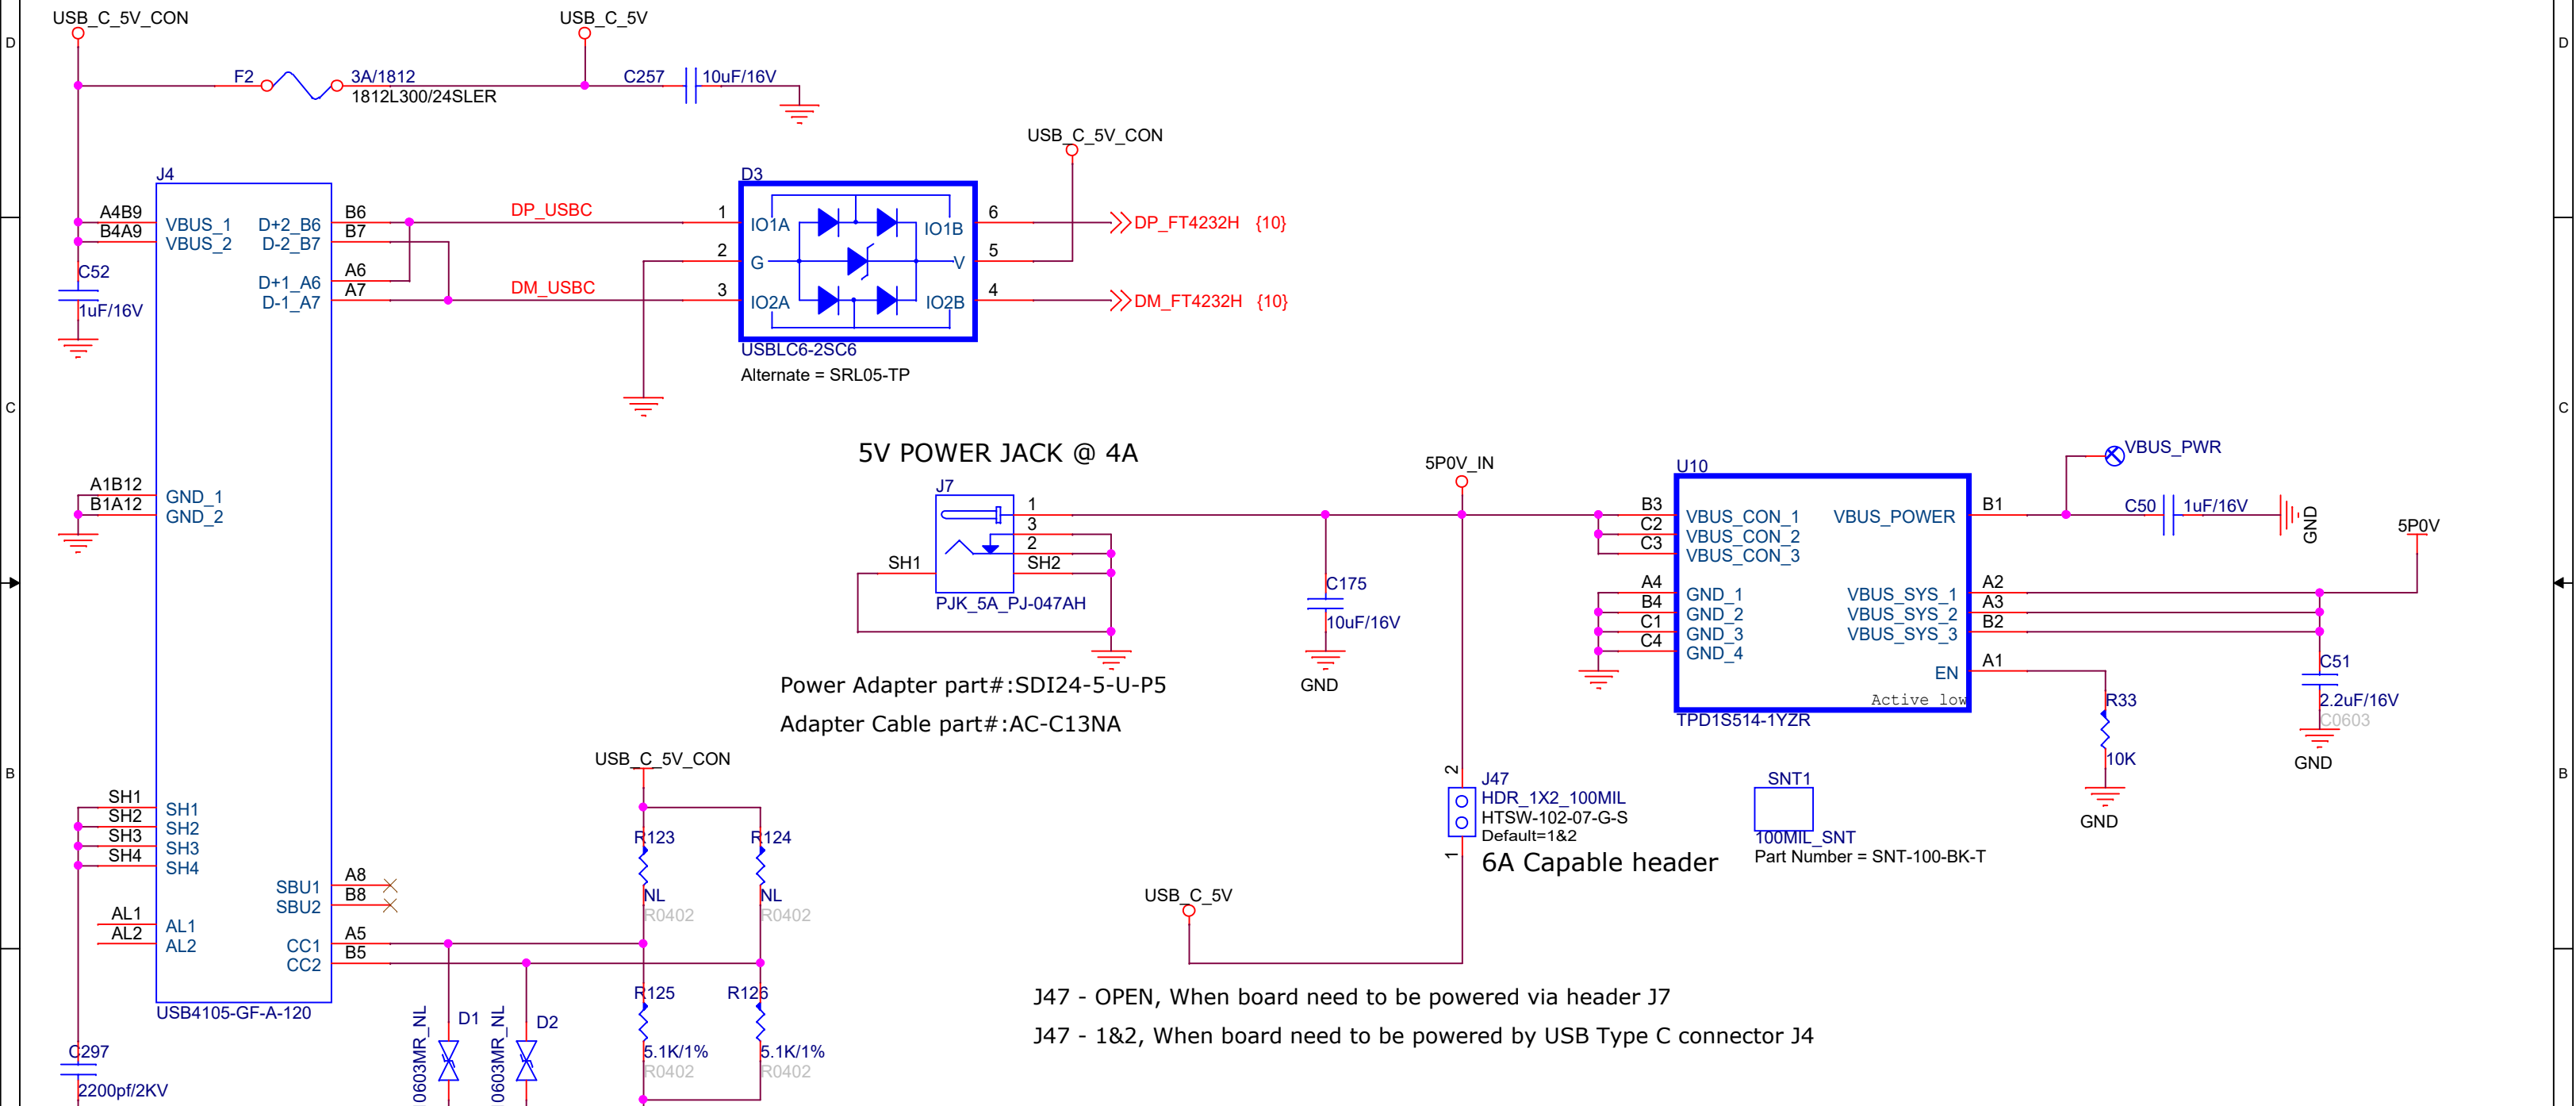 USB_C_5V_CON
USB_C_5V
D
D
F2
3A/1812
1812L300/24SLER
C257
10uF/16V
USB_C_5V_CON
J4
D3
A4B9
VBUS_1
D+2_B6
B6
DP_USBC
1
IO1A
IO1B
6
DP_FT4232H {10}
B4A9
VBUS_2
D-2_B7
B7
2
G
V
5
C52
1uF/16V
D+1_A6
A6
D-1_A7
A7
DM_USBC
3
IO2A
IO2B
4
DM_FT4232H {10}
USBLC6-2SC6
Alternate = SRL05-TP
C
C
5V POWER JACK @ 4A
J7
1
3
2
SH1
SH2
PJK_5A_PJ-047AH
5P0V_IN
U10
VBUS_PWR
A1B12
GND_1
B1A12
GND_2
B3
VBUS_CON_1
C2
VBUS_CON_2
C3
VBUS_CON_3
VBUS_POWER
B1
C50
1uF/16V
GND
5P0V
A4
GND_1
B4
GND_2
C1
GND_3
C4
GND_4
VBUS_SYS_1
A2
VBUS_SYS_2
A3
VBUS_SYS_3
B2
EN
A1
Active low
TPD1S514-1YZR
C175
10uF/16V
GND
C51
2.2uF/16V
C0603
GND
R33
10K
GND
Power Adapter part#:SDI24-5-U-P5
Adapter Cable part#:AC-C13NA
B
B
USB_C_5V_CON
2
J47
HDR_1X2_100MIL
HTSW-102-07-G-S
Default=1&2
1
6A Capable header
SNT1
100MIL_SNT
Part Number = SNT-100-BK-T
SH1
SH1
SH2
SH2
SH3
SH3
SH4
SH4
R123
NL
R0402
R124
NL
R0402
SBU1
A8
SBU2
B8
AL1
AL1
AL2
AL2
CC1
A5
CC2
B5
USB_C_5V
USB4105-GF-A-120
R125
5.1K/1%
R0402
R126
5.1K/1%
R0402
J47 - OPEN, When board need to be powered via header J7
J47 - 1&2, When board need to be powered by USB Type C connector J4
D1
0603MR_NL
D2
0603MR_NL
C297
2200pf/2KV